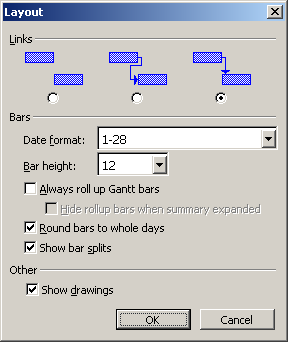 Layout
Links
Bars
Date format: 1-28
Bar height: 12
Always roll up Gantt bars
Hide rollup bars when summary expanded
Round bars to whole days
Show bar splits
Other
Show drawings
OK Cancel